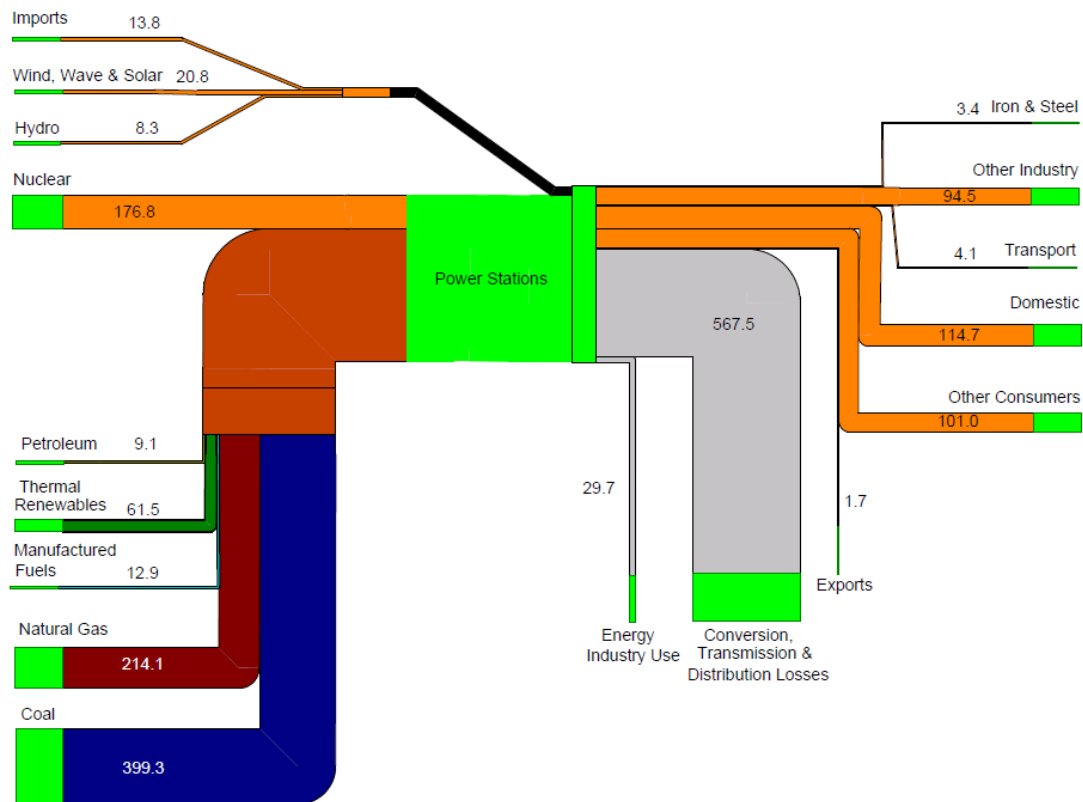 Imports
13.8
Wind, Wave & Solar
20.8
Hydro
8.3
Nuclear
176.8
Power Stations
3.4
Iron & Steel
Other Industry
94.5
4.1
Transport
Domestic
114.7
Other Consumers
101.0
567.5
Petroleum
9.1
Thermal
Renewables
61.5
Manufactured
Fuels
12.9
29.7
1.7
Exports
Natural Gas
214.1
Energy
Industry Use
Conversion,
Transmission &
Distribution Losses
Coal
399.3